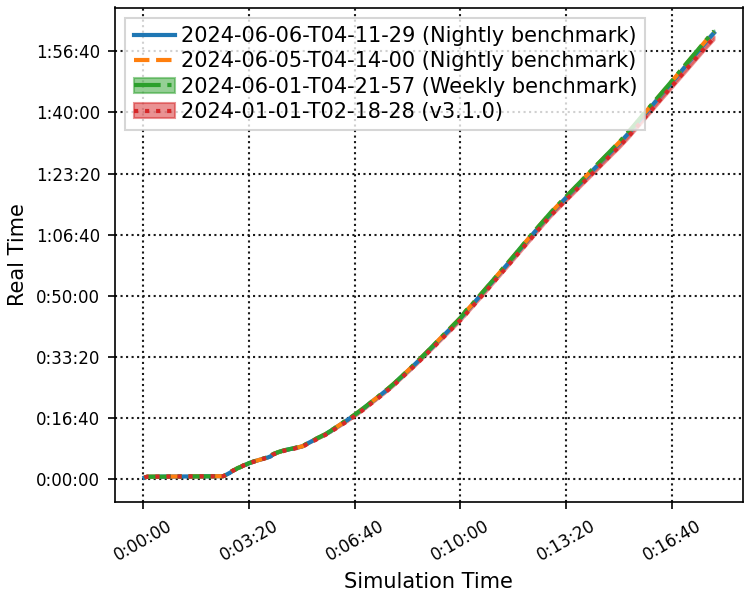 2024-06-06-T04-11-29 (Nightly benchmark)
2024-06-05-T04-14-00 (Nightly benchmark)
2024-06-01-T04-21-57 (Weekly benchmark)
2024-01-01-T02-18-28 (v3.1.0)
Real Time
1:56:40
1:40:00
1:23:20
1:06:40
0:50:00
0:33:20
0:16:40
0:00:00
0:00:00
0:03:20
0:06:40
0:10:00
0:13:20
0:16:40
Simulation Time